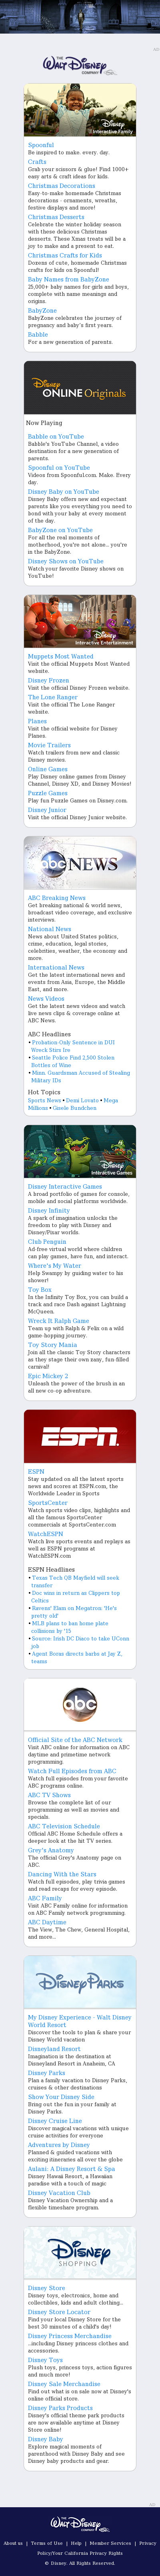 THE
WALT DISNEY
COMPANY
Disney
Interactive Family
Spoonful
Be inspired to make. every. day.
Crafts
Grab your scissors & glue! Find 1000+
easy arts & craft ideas for kids.
Christmas Decorations
Easy-to-make homemade Christmas
decorations - ornaments, wreaths,
festive displays and more!
Christmas Desserts
Celebrate the winter holiday season
with these delicious Christmas
desserts. These Xmas treats will be a
joy to make and a present to eat!
Christmas Crafts for Kids
Dozens of cute, homemade Christmas
crafts for kids on Spoonful!
Baby Names from BabyZone
25,000+ baby names for girls and boys,
complete with name meanings and
origins.
BabyZone
BabyZone celebrates the journey of
pregnancy and baby's first years.
Babble
For a new generation of parents.
Disney
ONLINE Originals
Now Playing
Babble on YouTube
Babble's YouTube Channel, a video
destination for a new generation of
parents.
Spoonful on YouTube
Videos from Spoonful.com. Make. Every
day.
Disney Baby on YouTube
Disney Baby offers unique projects for
parents like you everything you need to
bond with your baby from day one of
parenthood.
BabyZone on YouTube
For all the real moments of
motherhood, you're not alone... you're
in the BabyZone.
Disney Shows on YouTube
Watch your favorite Disney shows on
YouTube!
Disney
Interactive Entertainment
Muppets Most Wanted
Visit the official Muppets Most Wanted
website.
Disney Frozen
Visit the official Disney Frozen website.
The Lone Ranger
Visit the official The Lone Ranger
website.
Planes
Visit the official website for Disney
Planes.
Movie Trailers
Watch trailers from new and classic
Disney movies.
Online Games
Play Disney online games from Disney
Channel, Disney XD, and Disney Movies!
Puzzle Games
Play fun Puzzle Games on Disney.com.
Disney Junior
Visit the official Disney Junior website.
abc NEWS
ABC Breaking News
Get breaking national & world news,
broadcast video coverage, and exclusive
interviews.
National News
News about United States politics,
crime, education, legal stories,
celebrities, weather, the economy, and
more.
International News
Get the latest international news and
events from Asia, Europe, the Middle
East, and more.
News Videos
Get the latest news videos and watch
live news clips & coverage online at
ABC News.
ABC Headlines
• Probation Only Sentence in DUI
Wreck Stirs Ire
• Seattle Police Find 2,500 Stolen
Bottles of Wine
• Minn. Guardsman Accused of Stealing
Military IDs
Hot Topics
Sports News • Demi Lovato • Mega
Millions • Gisele Bundchen
Disney
Interactive Games
Disney Interactive Games
A broad portfolio of games for console,
mobile and social platforms worldwide.
Disney Infinity
A spark of imagination unlocks the
freedom to play with Disney and
Disney/Pixar worlds.
Club Penguin
Ad-free virtual world where children
can play games, have fun, and interact.
Where's My Water
Help Swampy by guiding water to his
shower!
Toy Box
In the Infinity Toy Box, you can build a
track and race Dash against Lightning
McQueen.
Wreck It Ralph Game
Team up with Ralph & Felix on a wild
game-hopping journey.
Toy Story Mania
Join all the classic Toy Story characters
as they stage their own zany, fun-filled
carnival!
Epic Mickey 2
Unleash the power of the brush in an
all new co-op adventure.
ESPN
ESPN
Stay updated on all the latest sports
news and scores at ESPN.com, the
Worldwide Leader in Sports
SportsCenter
Watch sports video clips, highlights and
all the famous SportsCenter
commercials at SportsCenter!
WatchESPN
Watch live sports events and replays as
well as ESPN programs at
WatchESPN.com
ESPN Headlines
• Texas Tech QB Mayfield will seek
transfer
• Doc wins in return as Clippers top
Celtics
• Ravens' Elam on Megatron: 'He's
pretty old'
• MLB plans to ban home plate
collisions by '15
• Source: Irish DC Diaco to take UConn
job
• Agent Boras directs barbs at Jay Z,
teams
abc
Official Site of the ABC Network
Visit ABC online for information on ABC
daytime and primetime network
programming.
Watch Full Episodes from ABC
Watch full episodes from your favorite
ABC program online.
ABC TV Shows
Browse the complete list of our
programming as well as movies and
specials.
ABC Television Schedule
Official ABC Home Schedule offers a
deeper look at the hit TV series.
Grey's Anatomy
The official Grey's Anatomy page on
ABC.
Dancing With the Stars
Watch full episodes, play trivia games
and read recaps for every episode.
ABC Family
Visit ABC Family online for information
on ABC Family network programming.
ABC Daytime
The View, The Chew, General Hospital,
and more...
Disney PARKS
My Disney Experience - Walt Disney
World Resort
Discover the tools to plan & share your
Disney World vacation
Disneyland Resort
Imagination is the destination at
Disneyland Resort in Anaheim, CA
Disney Parks
Plan a family vacation to Disney Parks,
cruises & other destinations
Show Your Disney Side
Bring out the fun in your family at
Disney Parks
Disney Cruise Line
Discover magical vacations with unique
cruise activities for everyone
Adventures by Disney
Planned & guided vacations with
exciting itineraries all over the globe
Aulani: A Disney Resort & Spa
Disney Hawaii Resort, a Hawaiian
paradise with a touch of magic
Disney Vacation Club
Disney Vacation Ownership and a
flexible timeshare program.
Disney
SHOPPING
Disney Store
Disney toys, electronics, home and
collectibles, kids and adult clothing...
Disney Store Locator
Find your local Disney Store for the
best 30 minutes of a child's day!
Disney Princess Merchandise
...including Disney princess clothes and
accessories.
Disney Toys
Plush toys, princess toys, action figures
and much more!
Disney Sale Merchandise
Find out what is on sale now at Disney's
online official store.
Disney Parks Products
Disney's official theme park products
are now available anytime at Disney
Store online!
Disney Baby
Explore magical moments of
parenthood with Disney Baby and see
Disney baby products and gear.
THE
WALT DISNEY
COMPANY
About us | Terms of Use | Help | Member Services | Privacy
Policy/Your California Privacy Rights
© Disney. All Rights Reserved.